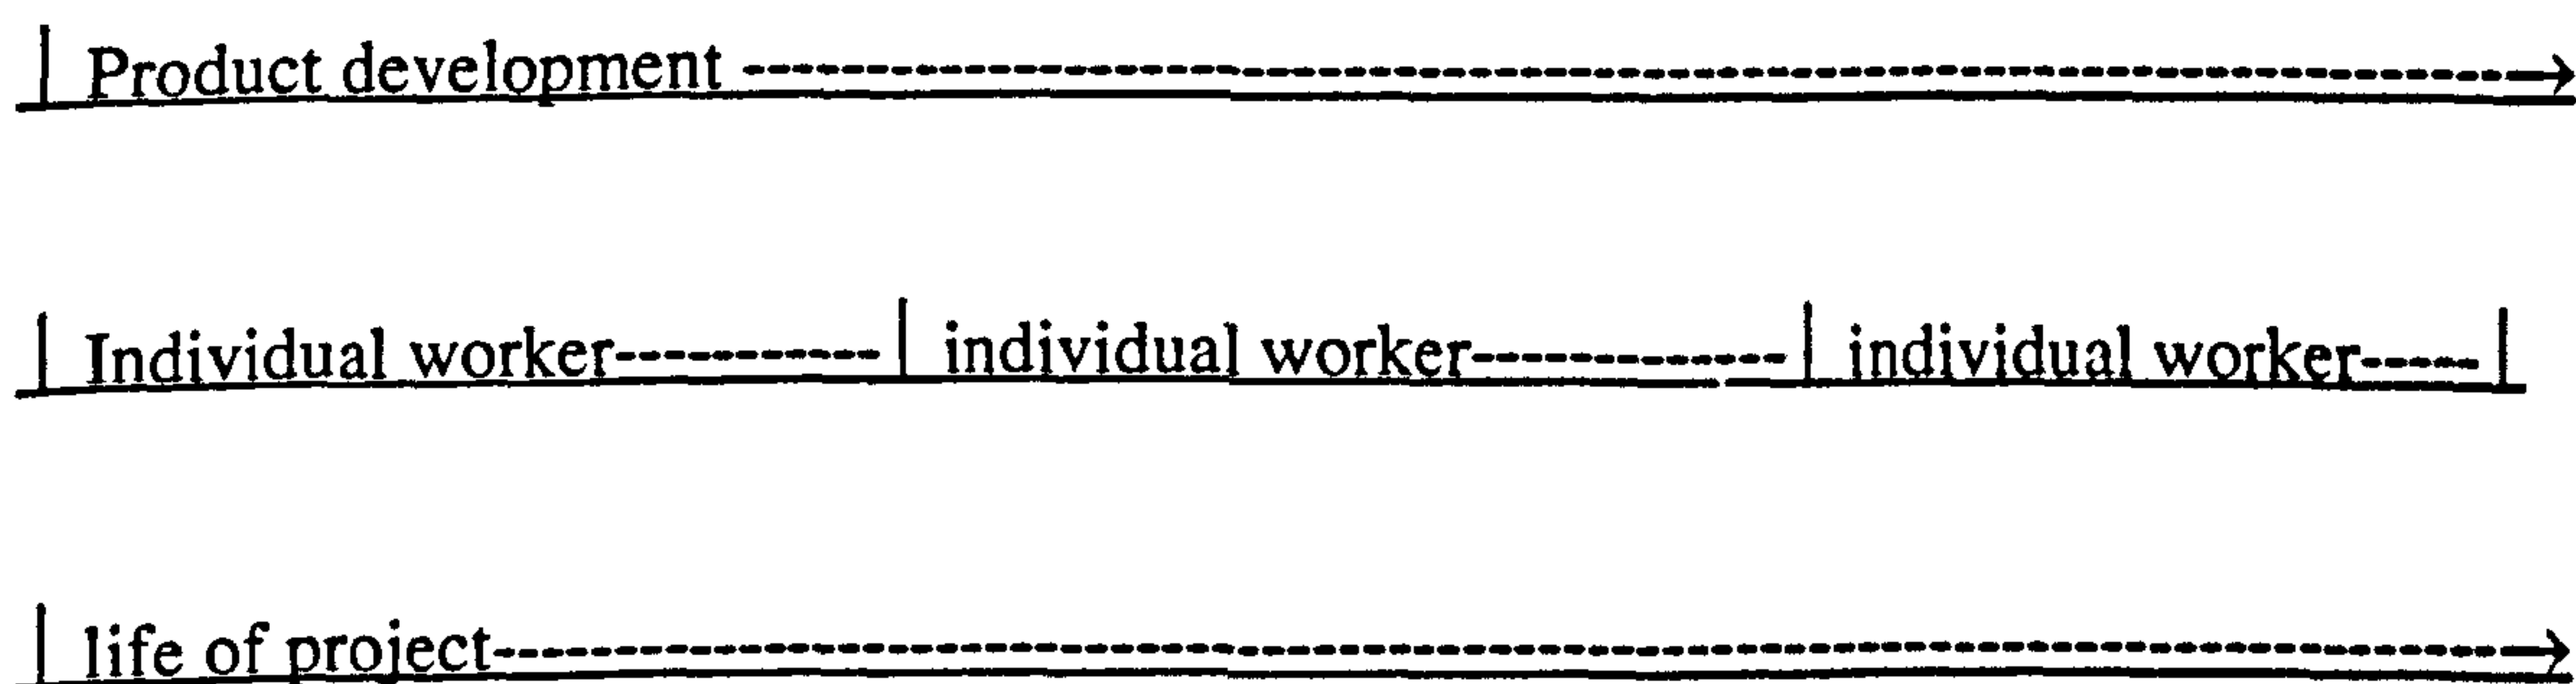 Product development
Individual worker individual worker individual worker
life of project